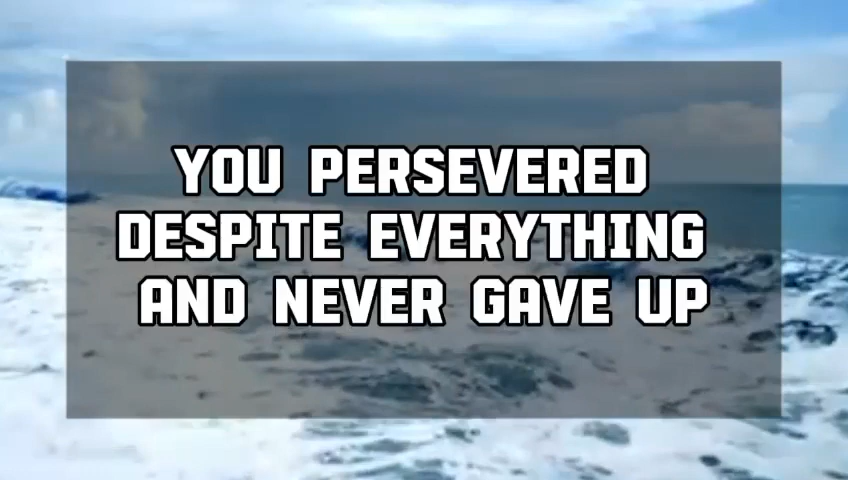 YOU PERSEVERED
DESPITE EVERYTHING
AND NEVER GAVE UP